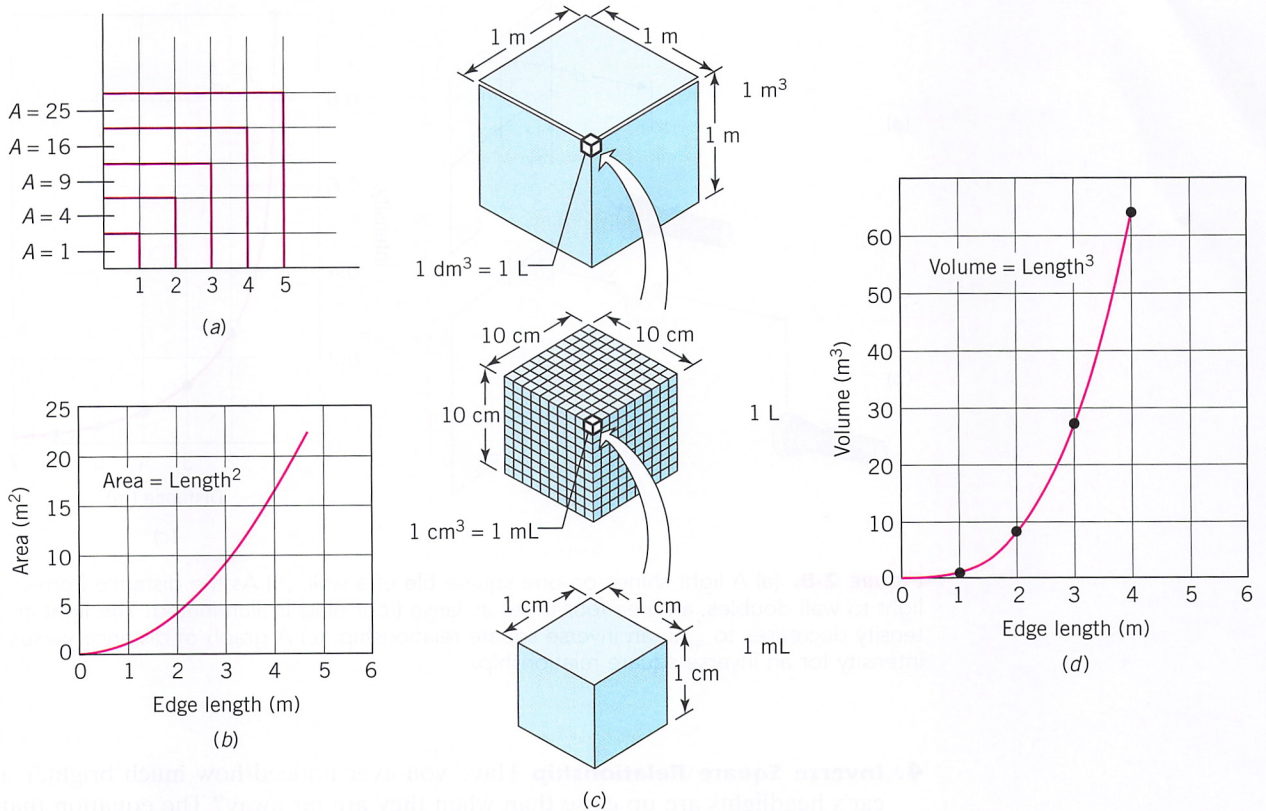 A = 25
A = 16
A = 9
A = 4
A = 1
1 2 3 4 5
(a)
25
20
15
10
5
0
Area (m²)
Area = Length²
0 1 2 3 4 5 6
Edge length (m)
(b)
1 m 1 m
1 m³
1 m
1 dm³ = 1 L
10 cm 10 cm
10 cm
1 L
1 cm³ = 1 mL
1 cm 1 cm
1 mL
1 cm
(c)
60
50
40
30
20
10
0
Volume (m³)
Volume = Length³
0 1 2 3 4 5 6
Edge length (m)
(d)